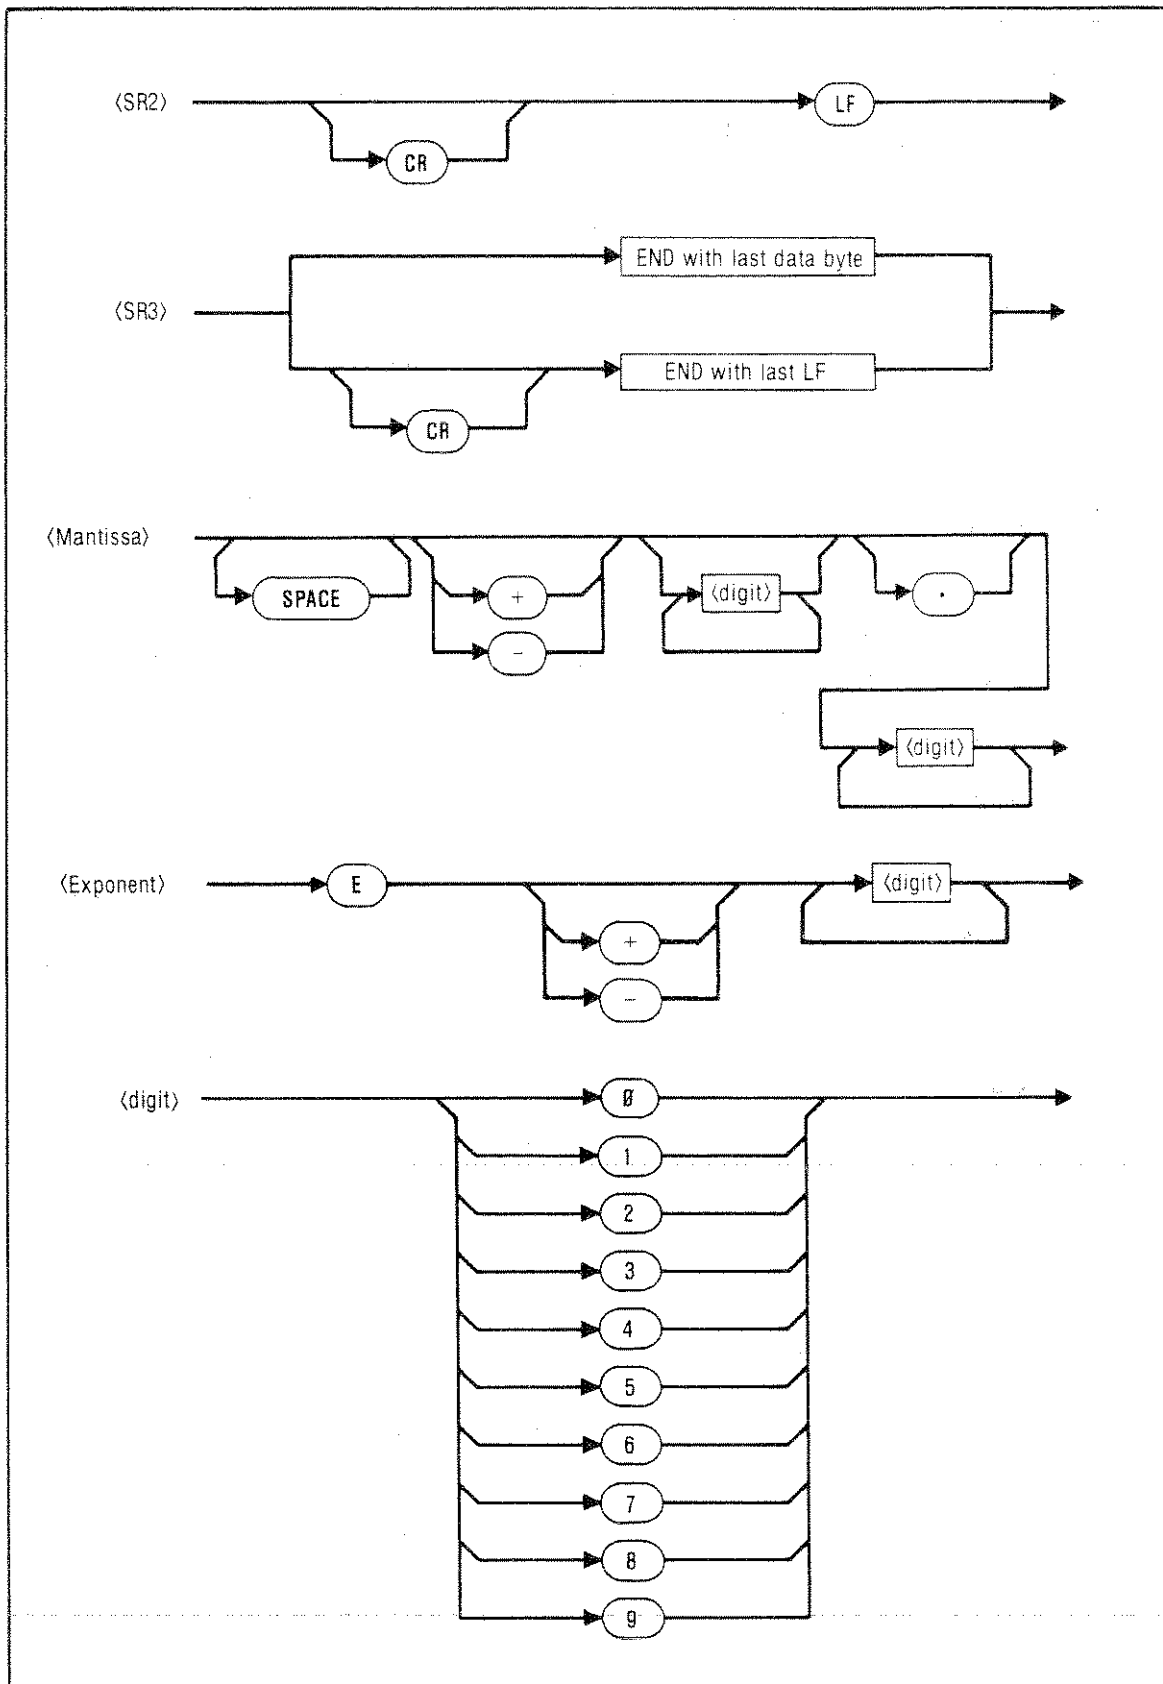 ⟨SR2⟩ LF
CR
END with last data byte
⟨SR3⟩
END with last LF
CR
⟨Mantissa⟩
SPACE + ⟨digit⟩ .
−
⟨digit⟩
⟨Exponent⟩ E ⟨digit⟩
+
−
⟨digit⟩ Ø
1
2
3
4
5
6
7
8
9